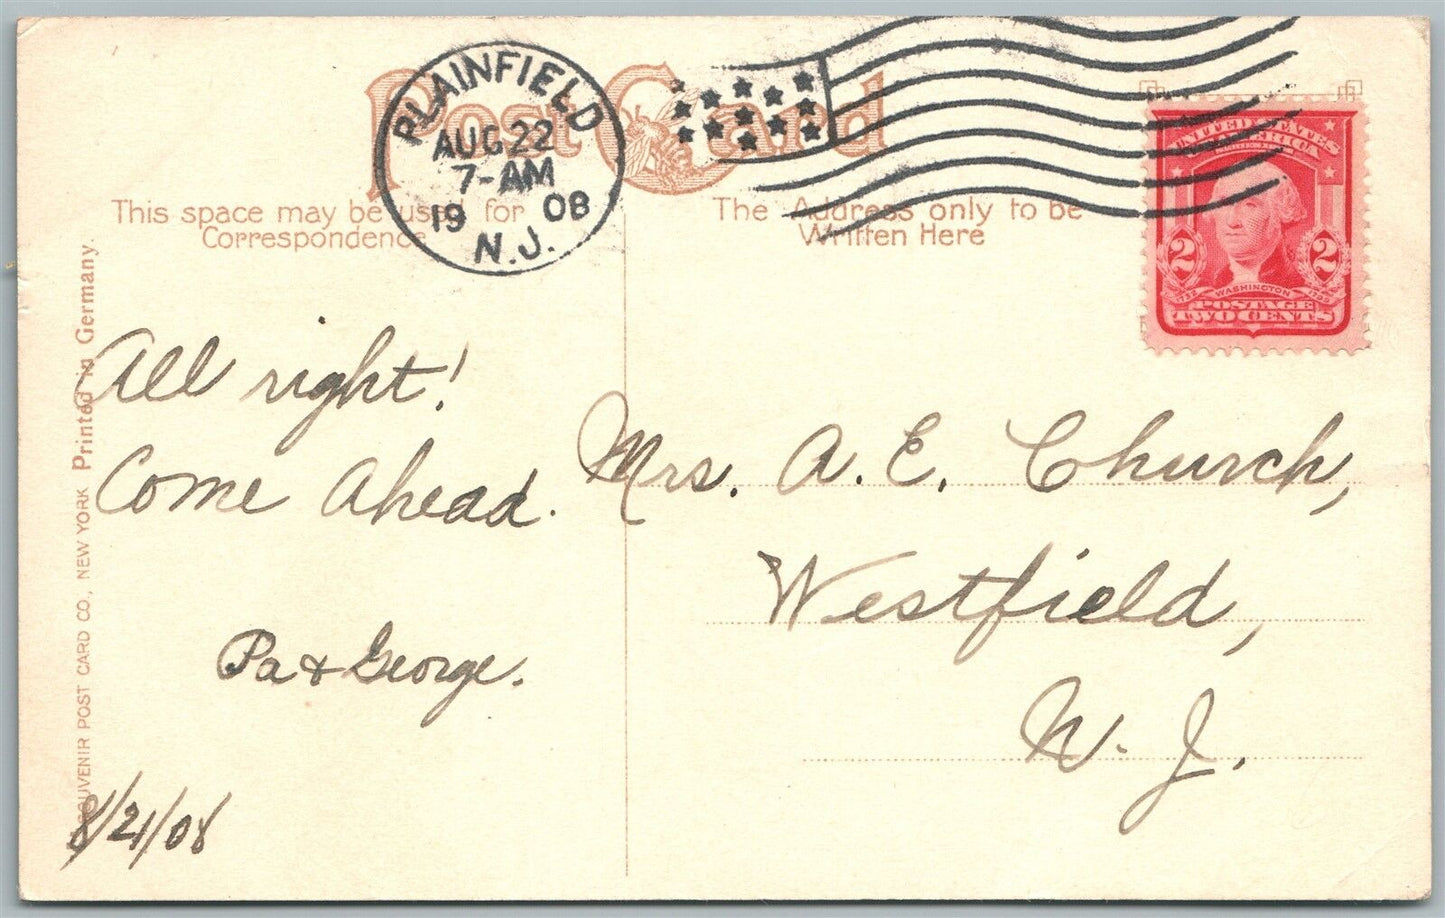 Post Card
PLAINFIELD
AUG 22
7-AM
19 08
N.J.
This space may be used for
Correspondence
The Address only to be
Written Here
UNITED STATES
OF AMERICA
2 2
1732 WASHINGTON 1799
POSTAGE
TWO CENTS
SOUVENIR POST CARD CO., NEW YORK Printed in Germany.
All right!
Come Ahead.
Pa & George.
8/21/08
Mrs. A. E. Church,
Westfield,
N. J.